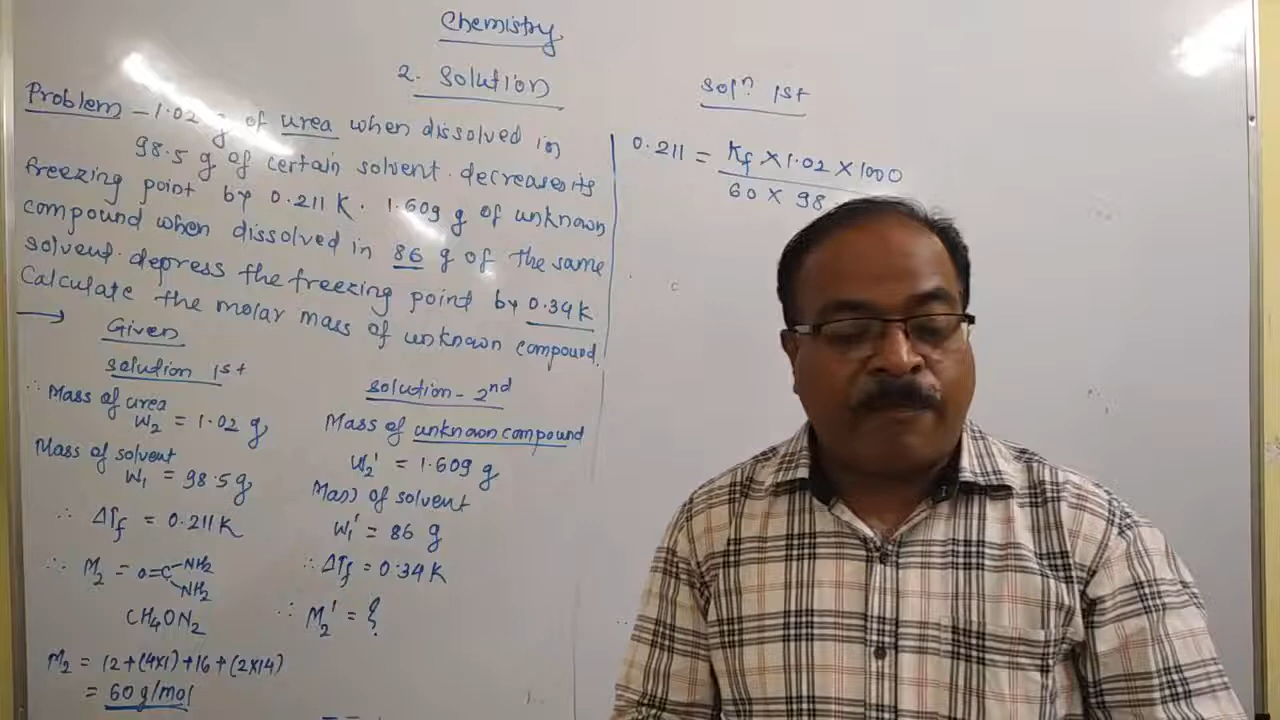 Chemistry
2. Solution
Problem - 1.02 g of urea when dissolved in
98.5 g of certain solvent. decreases its
freezing point by 0.211 K. 1.609 g of unknown
compound when dissolved in 86 g of the same
solvent. depress the freezing point by 0.34 K
Calculate the molar mass of unknown compound.
→ Given
solution 1st
∴ Mass of urea
W₂ = 1.02 g
Mass of solvent
W₁ = 98.5 g
∴ ΔTf = 0.211 K
∴ M₂ = O=C-NH₂
NH₂
CH₄ON₂
M₂ = 12+(4x1)+16+(2x14)
= 60 g/mol
solution - 2nd
Mass of unknown compound
W₂' = 1.609 g
Mass of solvent
W₁' = 86 g
∴ ΔTf = 0.34 K
∴ M₂' = ?
solⁿ. 1st
0.211 = Kf × 1.02 × 1000
60 × 98